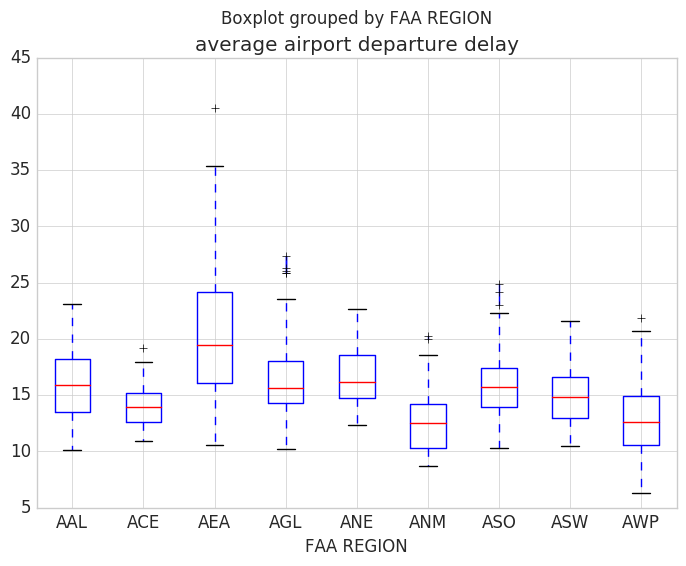 Boxplot grouped by FAA REGION
average airport departure delay
45
40
35
30
25
20
15
10
5
AAL ACE AEA AGL ANE ANM ASO ASW AWP
FAA REGION